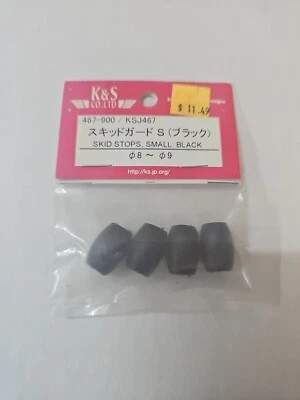 K&S
CO.,LTD
$ 11.49
467-900 / KSJ467
スキッドガード S (ブラック)
SKID STOPS, SMALL: BLACK
φ8 ～ φ9
http://ks.jp.org/